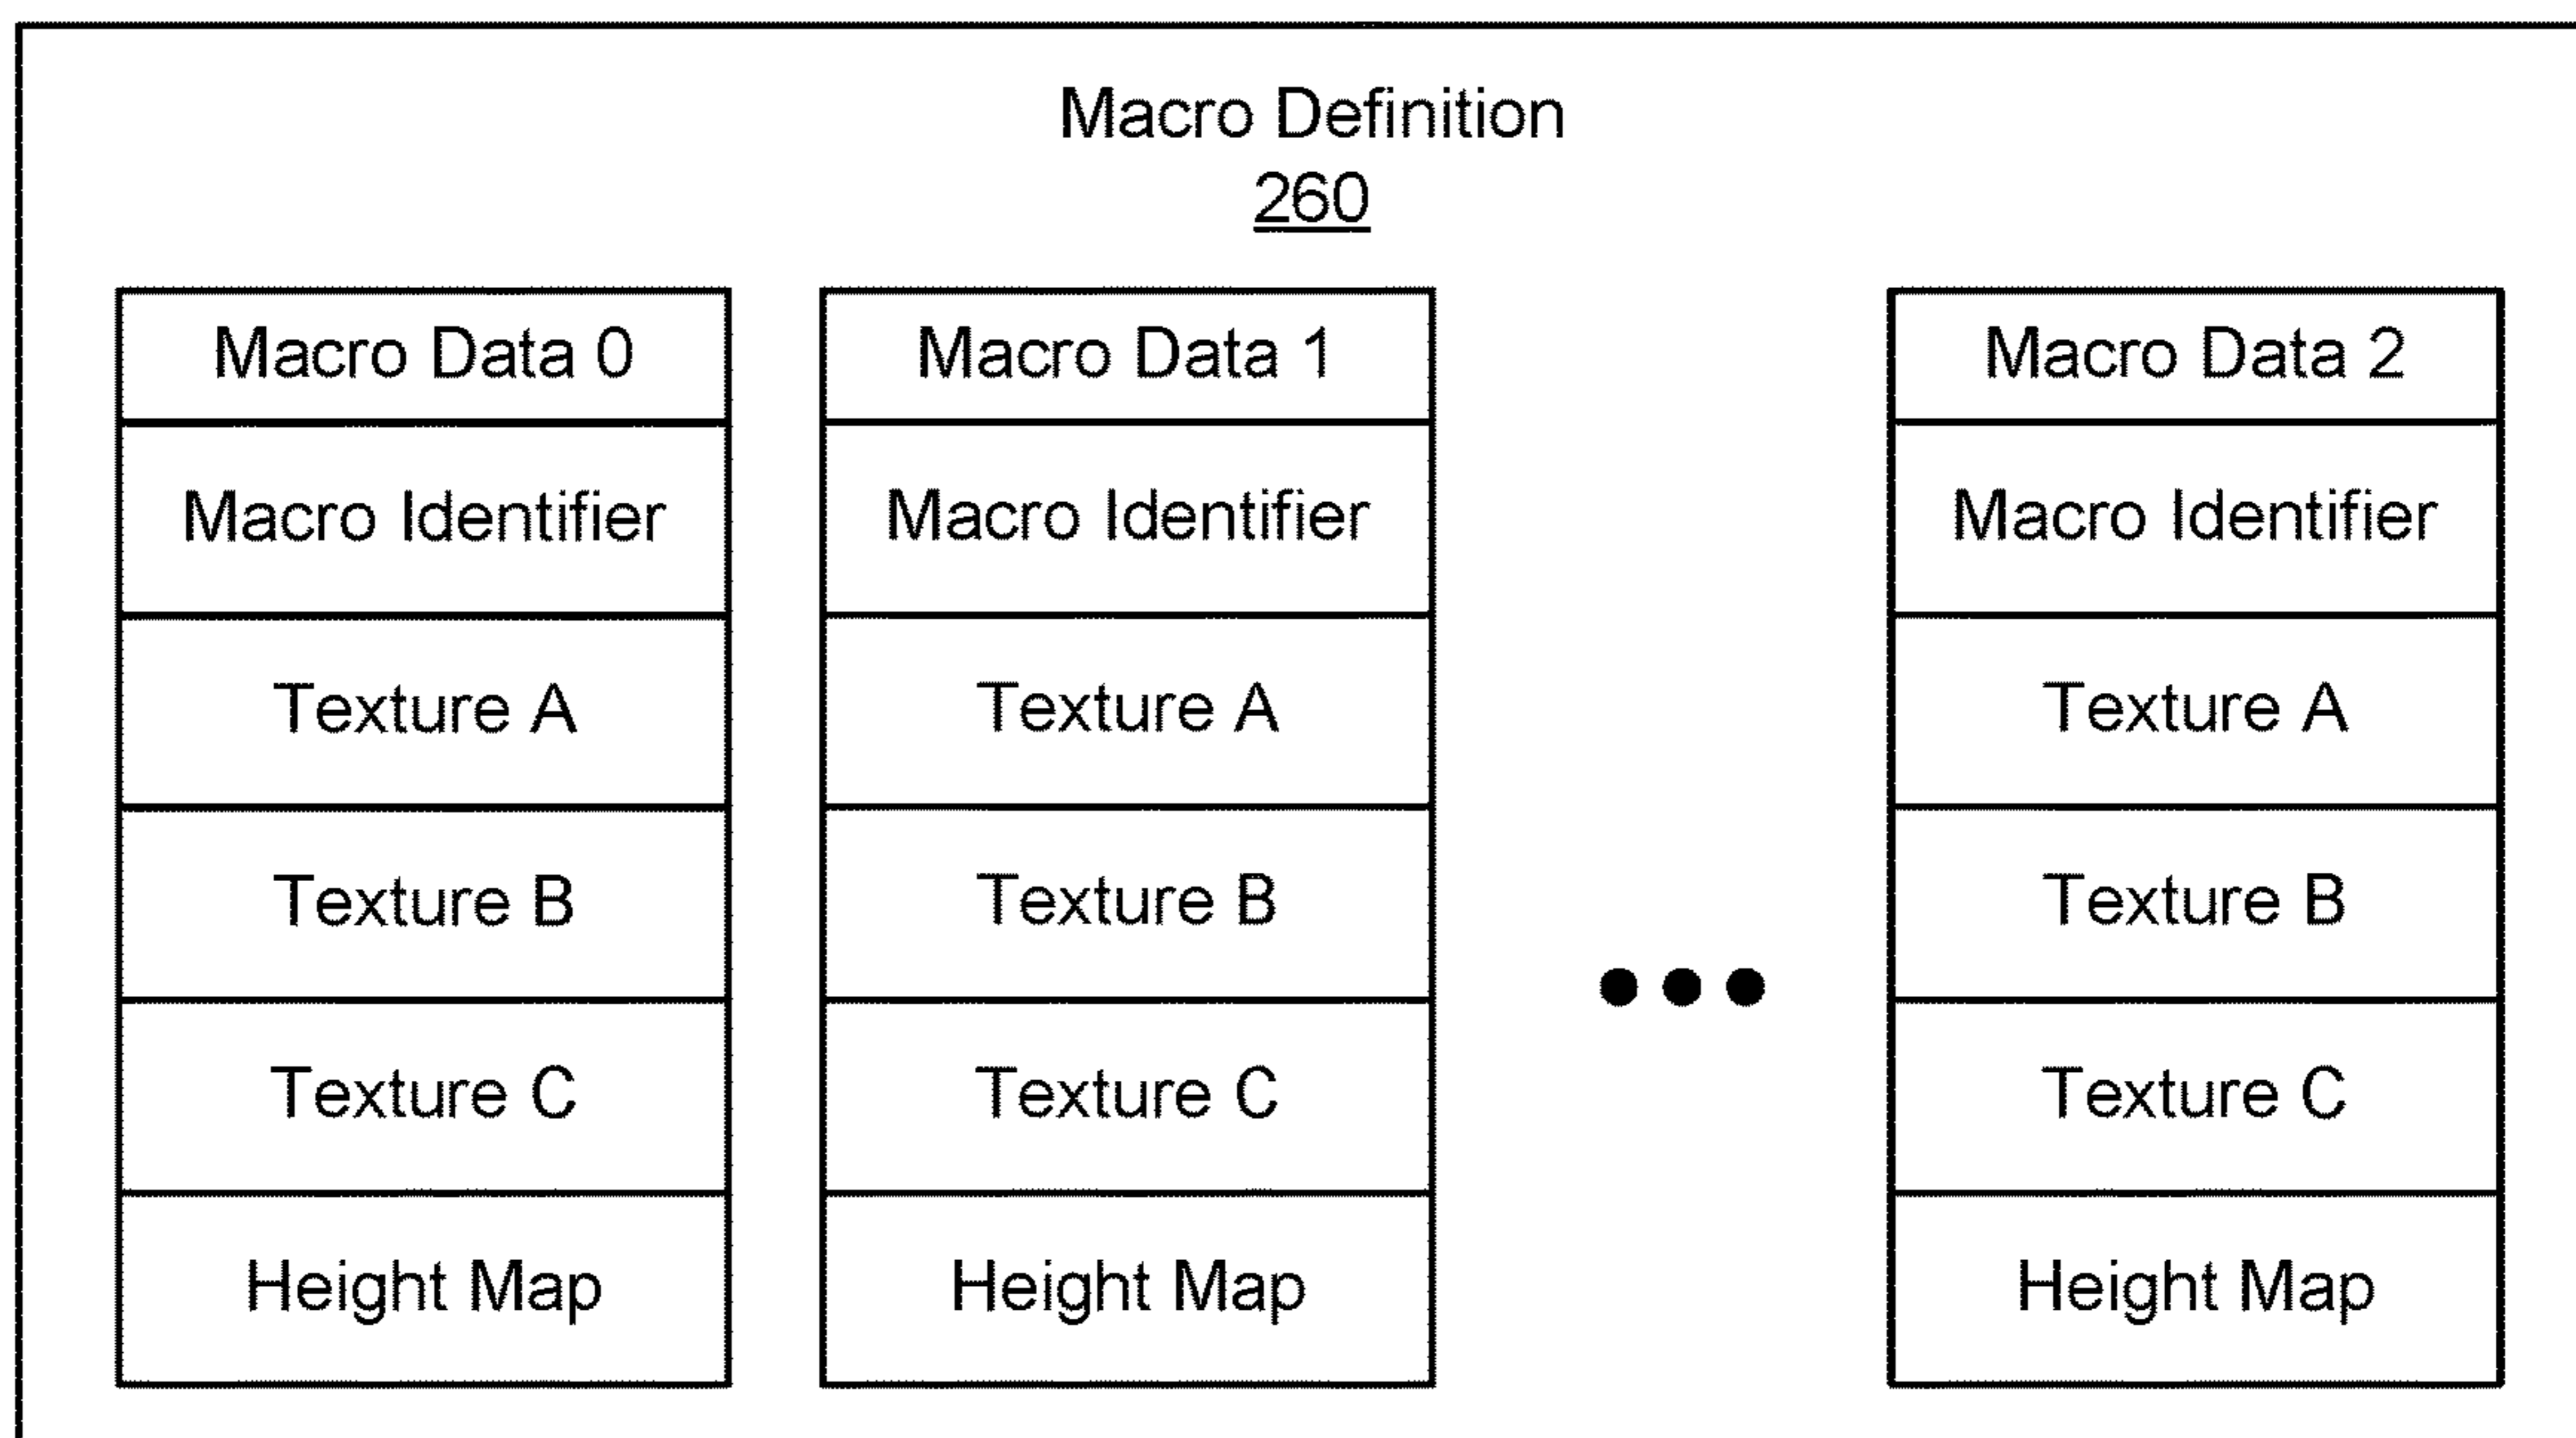 Macro Definition
260
Macro Data 0
Macro Identifier
Texture A
Texture B
Texture C
Height Map
Macro Data 1
Macro Identifier
Texture A
Texture B
Texture C
Height Map
Macro Data 2
Macro Identifier
Texture A
Texture B
Texture C
Height Map